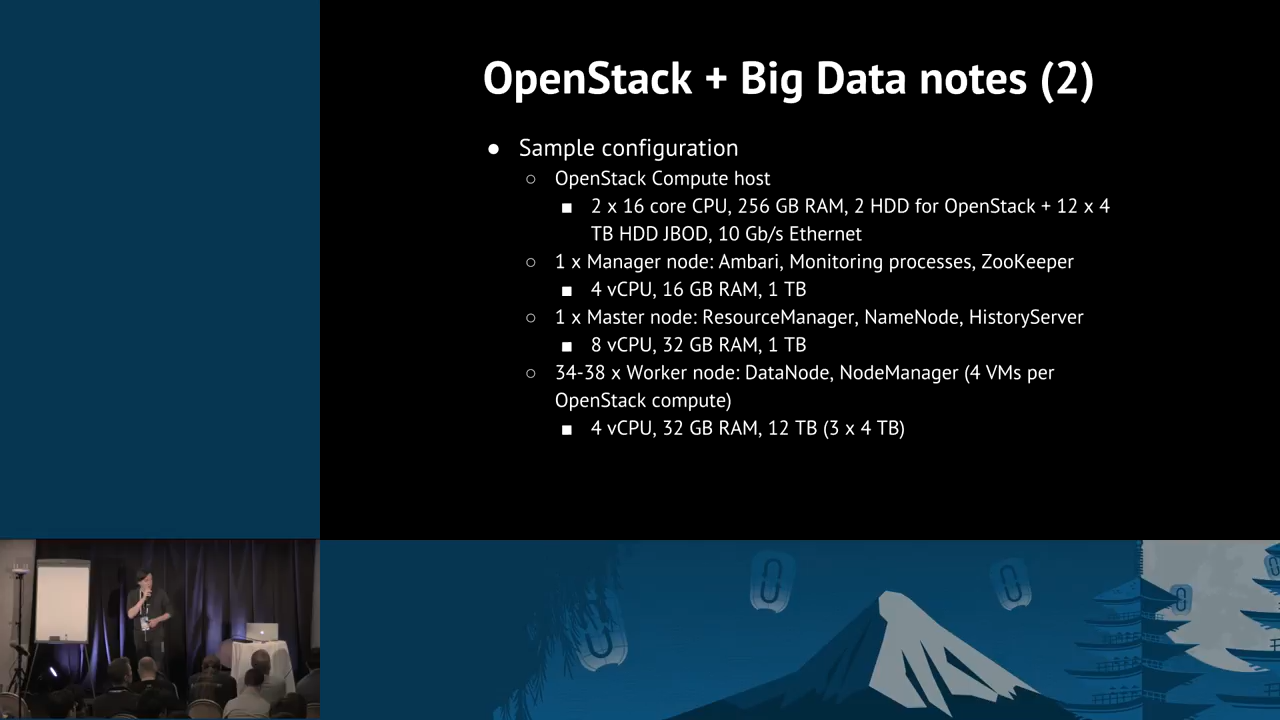 OpenStack + Big Data notes (2)
● Sample configuration
○ OpenStack Compute host
■ 2 x 16 core CPU, 256 GB RAM, 2 HDD for OpenStack + 12 x 4
TB HDD JBOD, 10 Gb/s Ethernet
○ 1 x Manager node: Ambari, Monitoring processes, ZooKeeper
■ 4 vCPU, 16 GB RAM, 1 TB
○ 1 x Master node: ResourceManager, NameNode, HistoryServer
■ 8 vCPU, 32 GB RAM, 1 TB
○ 34-38 x Worker node: DataNode, NodeManager (4 VMs per
OpenStack compute)
■ 4 vCPU, 32 GB RAM, 12 TB (3 x 4 TB)